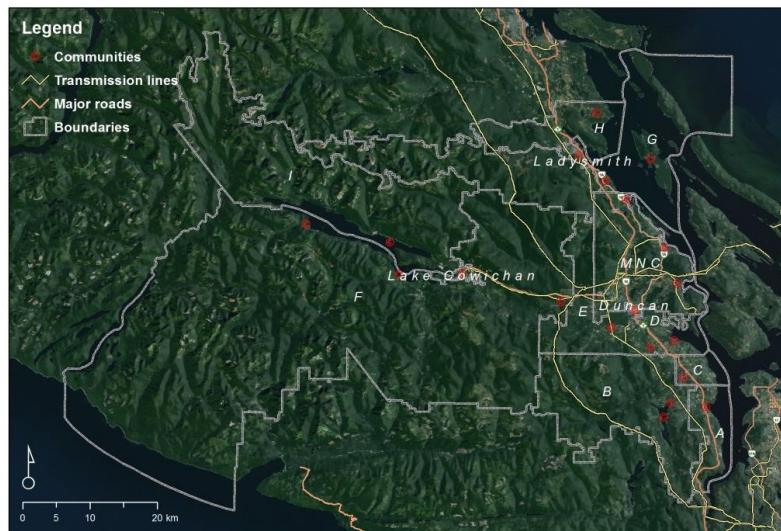 Legend
Communities
Transmission lines
Major roads
Boundaries
H
G
Ladysmith
I
MNC
Lake Cowichan
F
E
Duncan
D
C
B
A
0 5 10 20 km